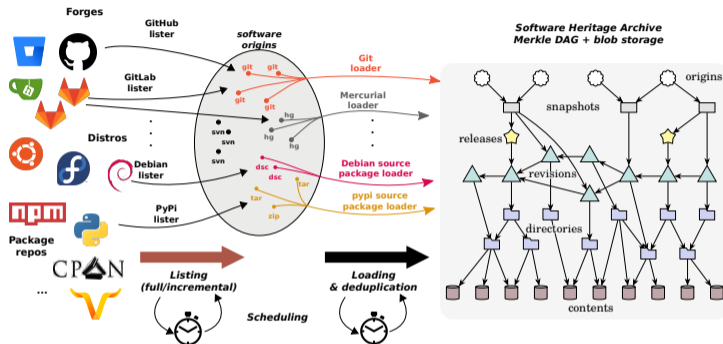 Forges
GitHub
lister
GitLab
lister
Distros
Debian
lister
PyPi
lister
npm
Package
repos
CPAN
...
software
origins
git
git
git
git
hg
hg
hg
svn
svn
svn
dsc
dsc
tar
tar
zip
Git
loader
Mercurial
loader
Debian source
package loader
pypi source
package loader
Listing
(full/incremental)
Scheduling
Loading
& deduplication
Software Heritage Archive
Merkle DAG + blob storage
origins
snapshots
releases
revisions
directories
contents